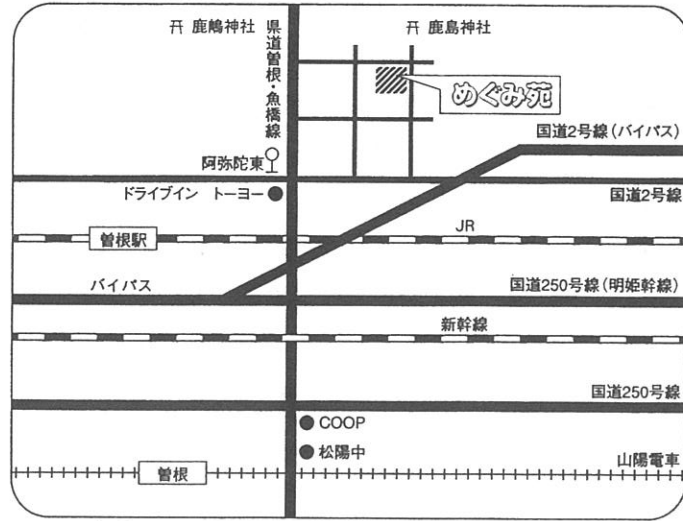 鹿嶋神社
県道曽根・魚橋線
鹿島神社
めぐみ苑
国道2号線(バイパス)
阿弥陀東
ドライブイン トーヨー
国道2号線
JR
曽根駅
バイパス
国道250号線(明姫幹線)
新幹線
国道250号線
COOP
松陽中
山陽電車
曽根